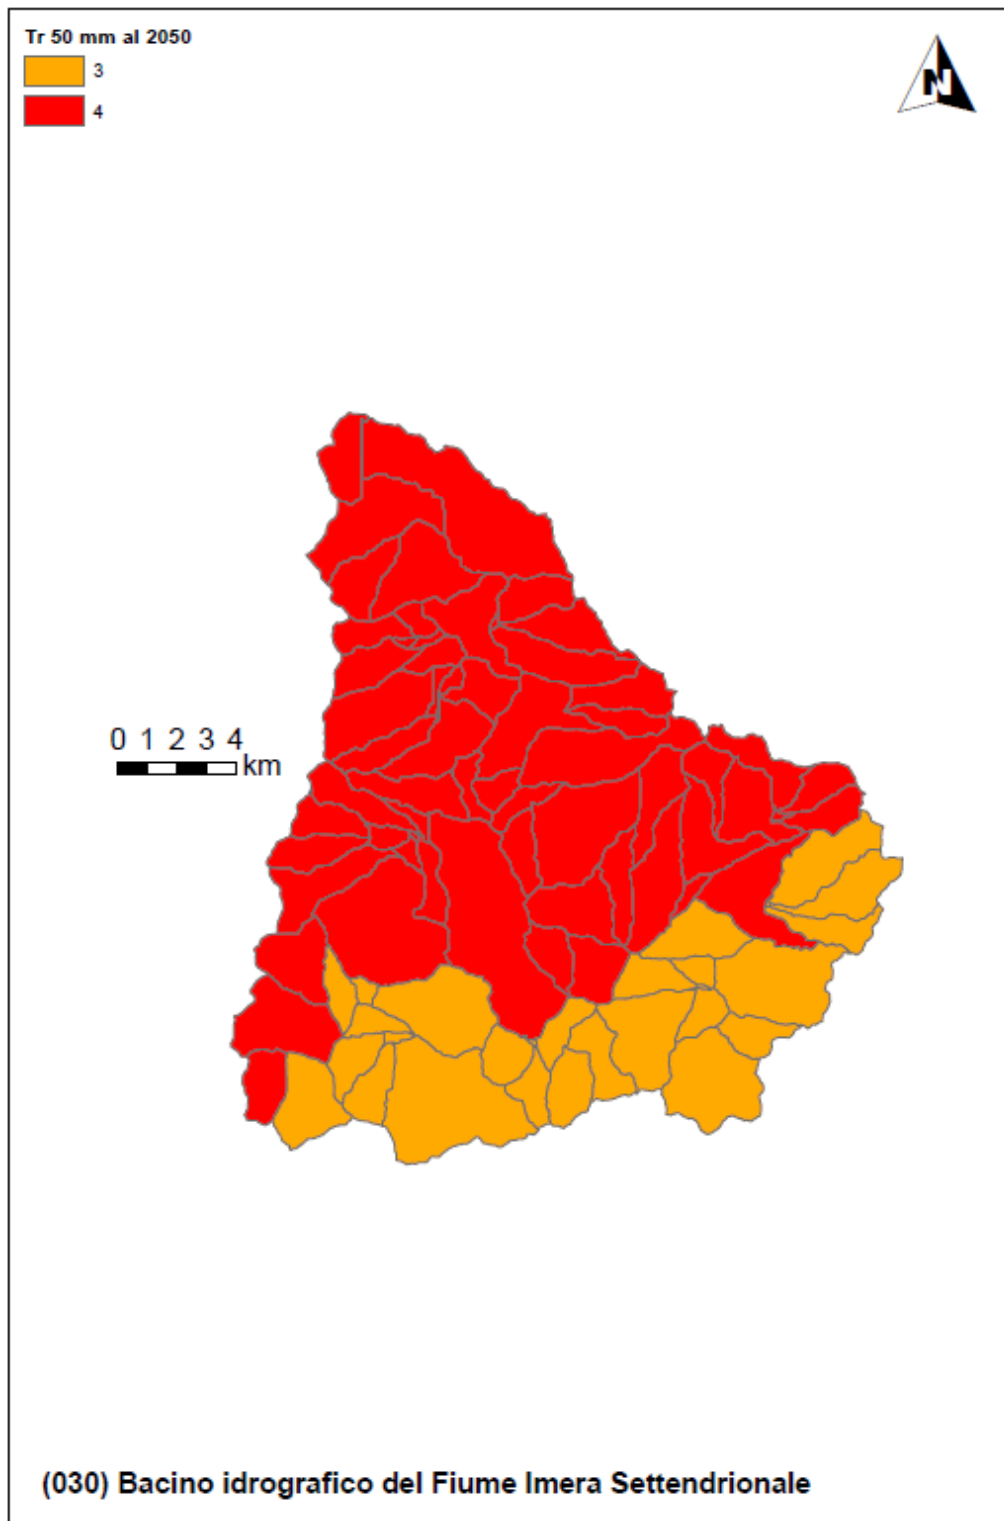 Tr 50 mm al 2050
3
4
N
0 1 2 3 4
km
(030) Bacino idrografico del Fiume Imera Settendrionale